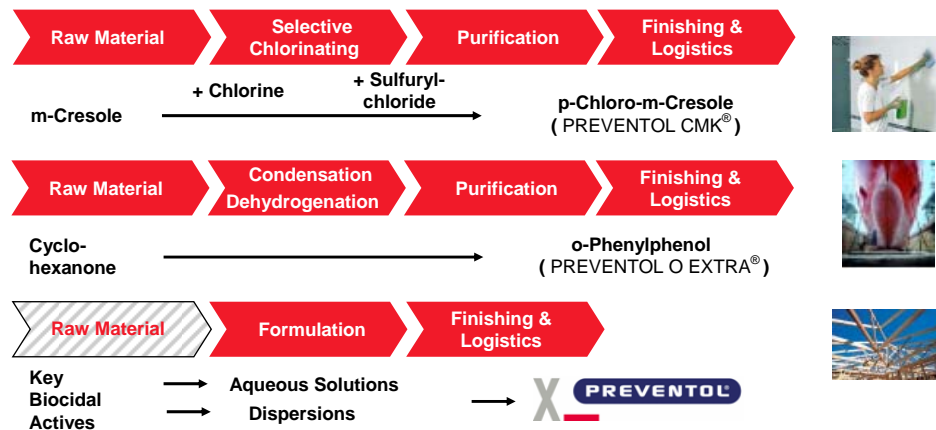 Raw Material
Selective
Chlorinating
Purification
Finishing &
Logistics
m-Cresole
+ Chlorine
+ Sulfuryl-
chloride
p-Chloro-m-Cresole
( PREVENTOL CMK® )
Raw Material
Condensation
Dehydrogenation
Purification
Finishing &
Logistics
Cyclo-
hexanone
o-Phenylphenol
( PREVENTOL O EXTRA® )
Raw Material
Formulation
Finishing &
Logistics
Key
Biocidal
Actives
Aqueous Solutions
Dispersions
X PREVENTOL®